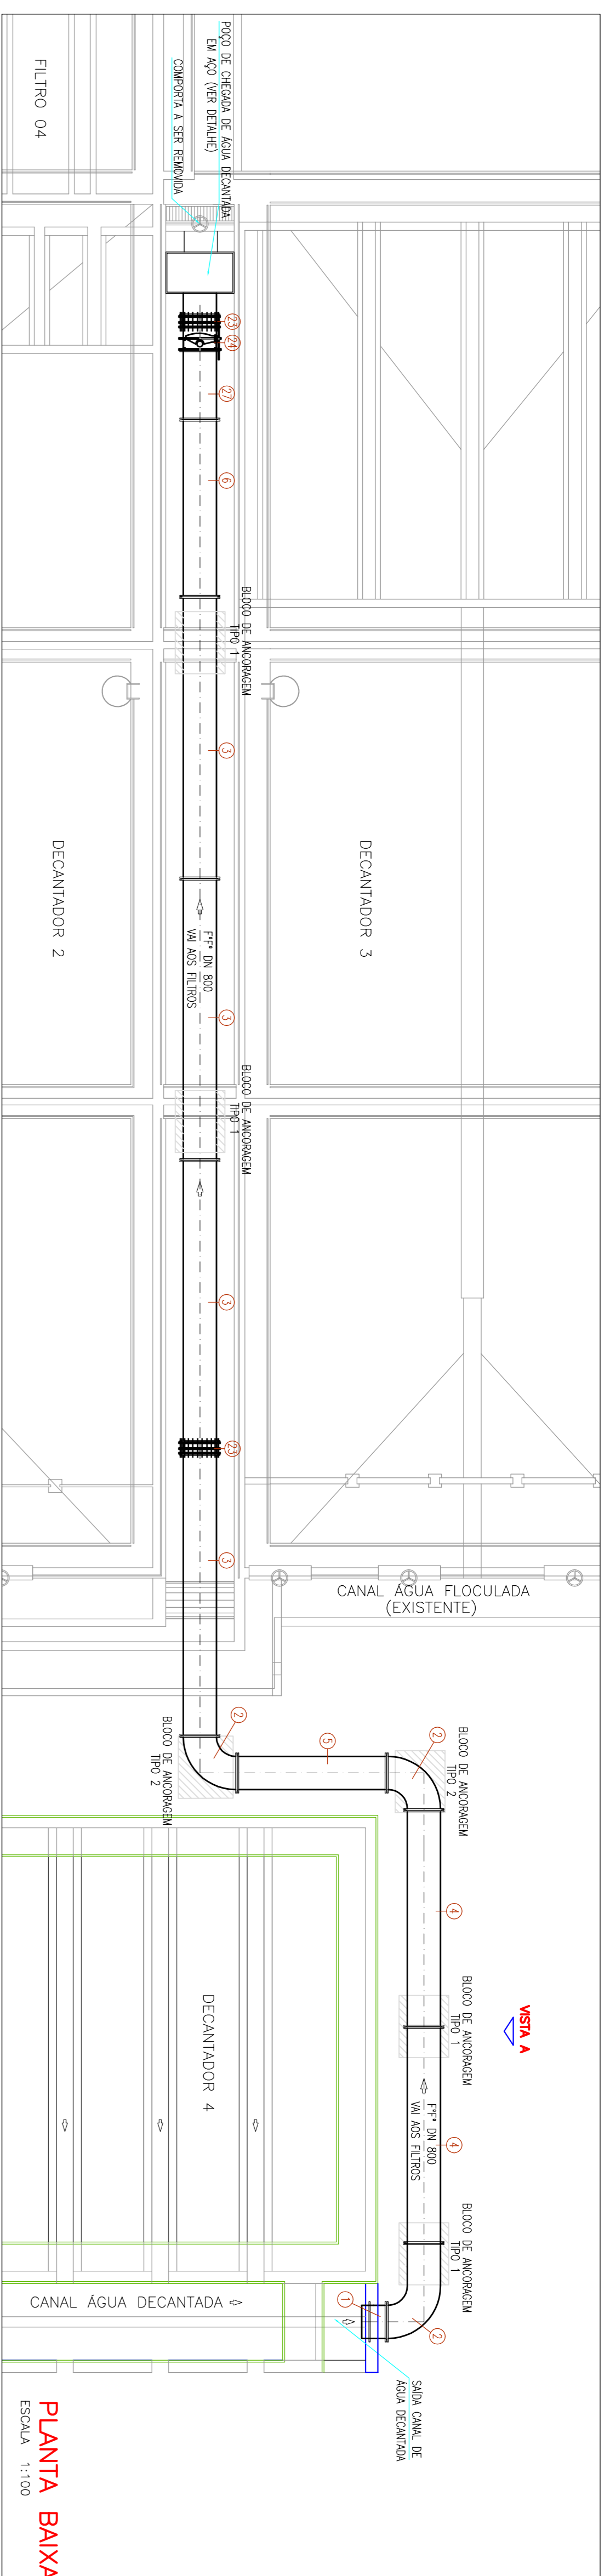 FILTRO 04
POÇO DE CHEGADA DE ÁGUA DECANTADA
EM AÇO (VER DETALHE)
COMPORTA A SER REMOVIDA
23
24
27
6
BLOCO DE ANCORAGEM
TIPO 1
3
DECANTADOR 2
DECANTADOR 3
FºFº DN 800
VAI AOS FILTROS
3
BLOCO DE ANCORAGEM
TIPO 1
3
23
3
CANAL ÁGUA FLOCULADA
(EXISTENTE)
BLOCO DE ANCORAGEM
TIPO 2
2
5
2
BLOCO DE ANCORAGEM
TIPO 2
4
BLOCO DE ANCORAGEM
TIPO 1
VISTA A
DECANTADOR 4
FºFº DN 800
VAI AOS FILTROS
4
BLOCO DE ANCORAGEM
TIPO 1
CANAL ÁGUA DECANTADA
1
2
SAÍDA CANAL DE
ÁGUA DECANTADA
PLANTA BAIXA
ESCALA 1:100